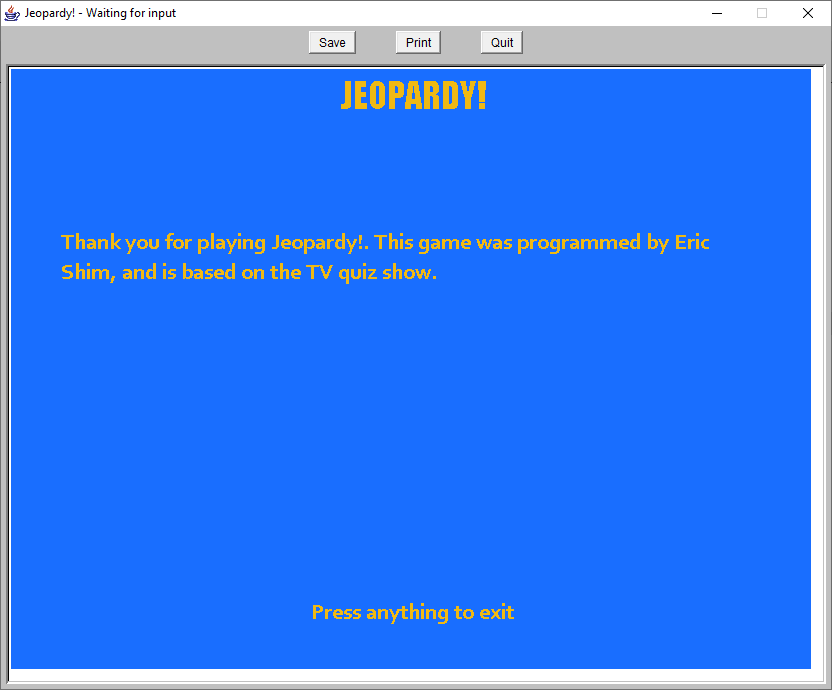 Jeopardy! - Waiting for input
Save Print Quit
JEOPARDY!
Thank you for playing Jeopardy!. This game was programmed by Eric
Shim, and is based on the TV quiz show.
Press anything to exit